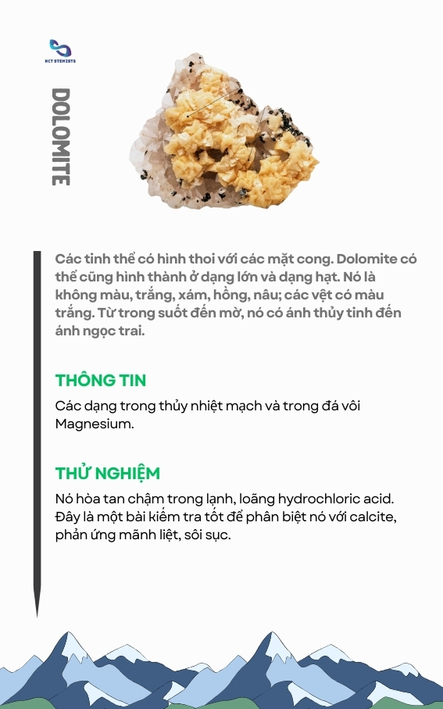 NCT STEMSETS
DOLOMITE
Các tinh thể có hình thoi với các mặt cong. Dolomite có
thể cũng hình thành ở dạng lớn và dạng hạt. Nó là
không màu, trắng, xám, hồng, nâu; các vệt có màu
trắng. Từ trong suốt đến mờ, nó có ánh thủy tinh đến
ánh ngọc trai.
THÔNG TIN
Các dạng trong thủy nhiệt mạch và trong đá vôi
Magnesium.
THỬ NGHIỆM
Nó hòa tan chậm trong lạnh, loãng hydrochloric acid.
Đây là một bài kiểm tra tốt để phân biệt nó với calcite,
phản ứng mãnh liệt, sôi sục.